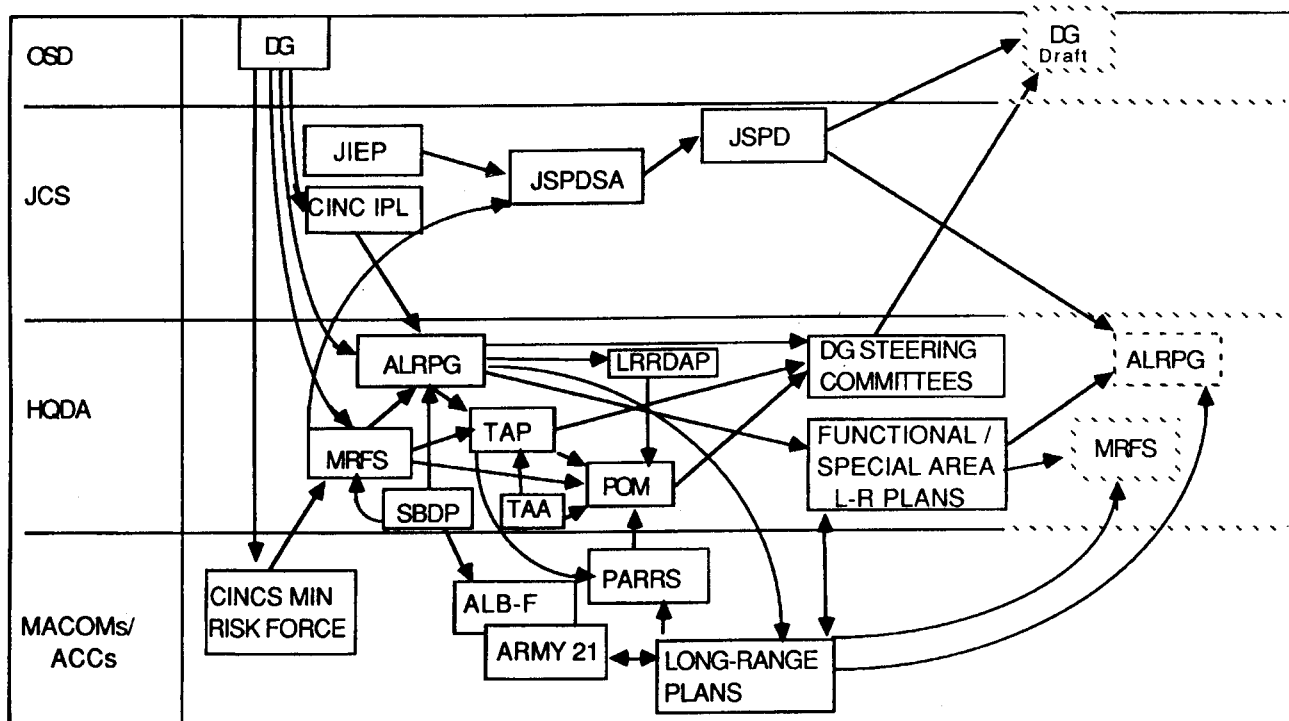 OSD
DG
DG
Draft
JCS
JIEP
JSPDSA
JSPD
CINC IPL
HQDA
ALRPG
LRRDAP
DG STEERING
COMMITTEES
ALRPG
MRFS
TAP
POM
FUNCTIONAL /
SPECIAL AREA
L-R PLANS
MRFS
SBDP
TAA
MACOMs/
ACCs
CINCS MIN
RISK FORCE
ALB-F
ARMY 21
PARRS
LONG-RANGE
PLANS